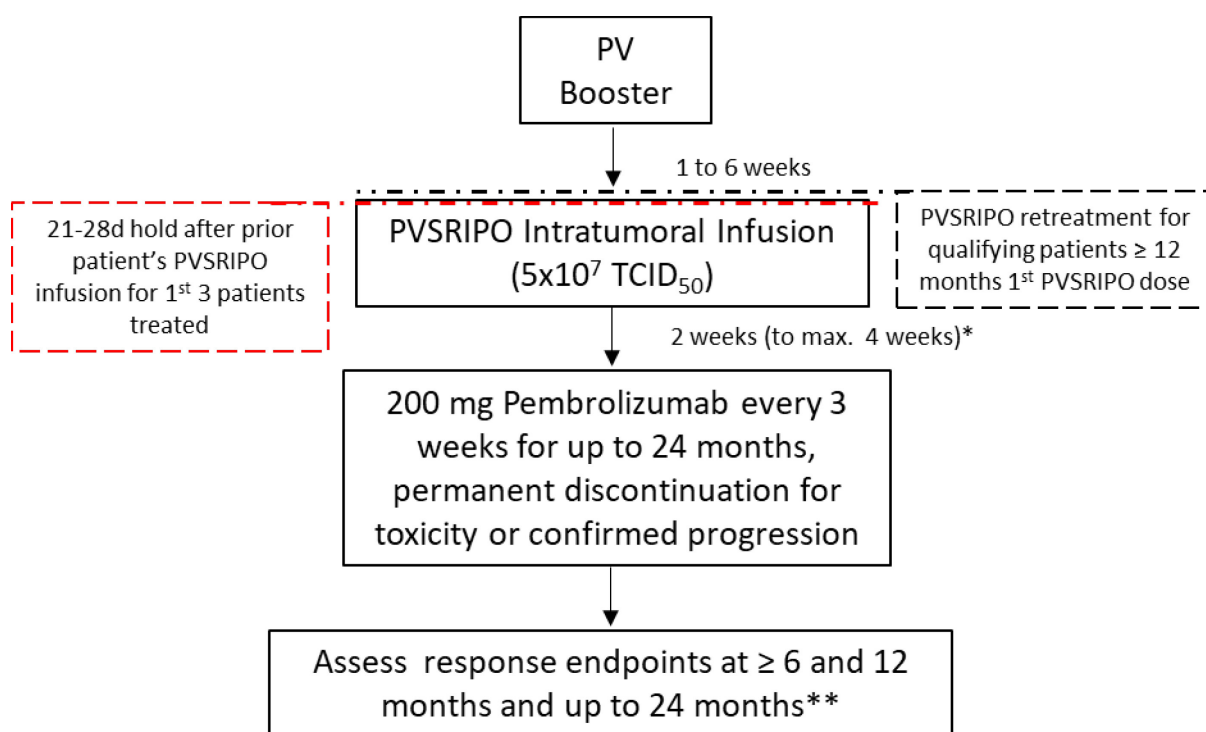 PV
Booster
1 to 6 weeks
21-28d hold after prior
patient's PVSRIPO
infusion for 1st 3 patients
treated
PVSRIPO Intratumoral Infusion
(5x10⁷ TCID₅₀)
PVSRIPO retreatment for
qualifying patients ≥ 12
months 1st PVSRIPO dose
2 weeks (to max. 4 weeks)*
200 mg Pembrolizumab every 3
weeks for up to 24 months,
permanent discontinuation for
toxicity or confirmed progression
Assess response endpoints at ≥ 6 and 12
months and up to 24 months**